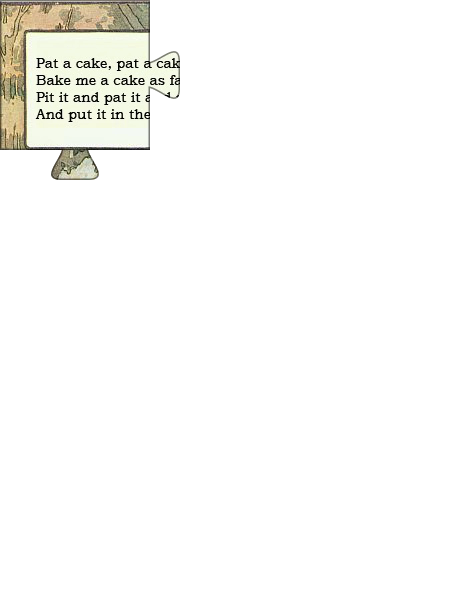 Pat a cake, pat a cak
Bake me a cake as fa
Pit it and pat it a
And put it in the